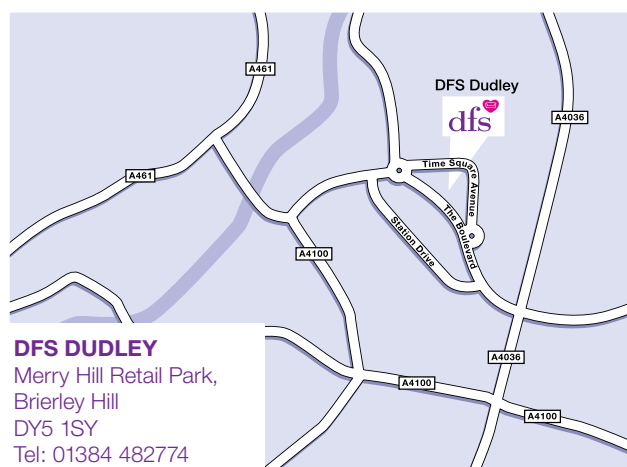 A461
DFS Dudley
dfs
A4036
Time Square Avenue
A461
The Boulevard
Station Drive
A4100
A4036
A4100
A4100
DFS DUDLEY
Merry Hill Retail Park,
Brierley Hill
DY5 1SY
Tel: 01384 482774